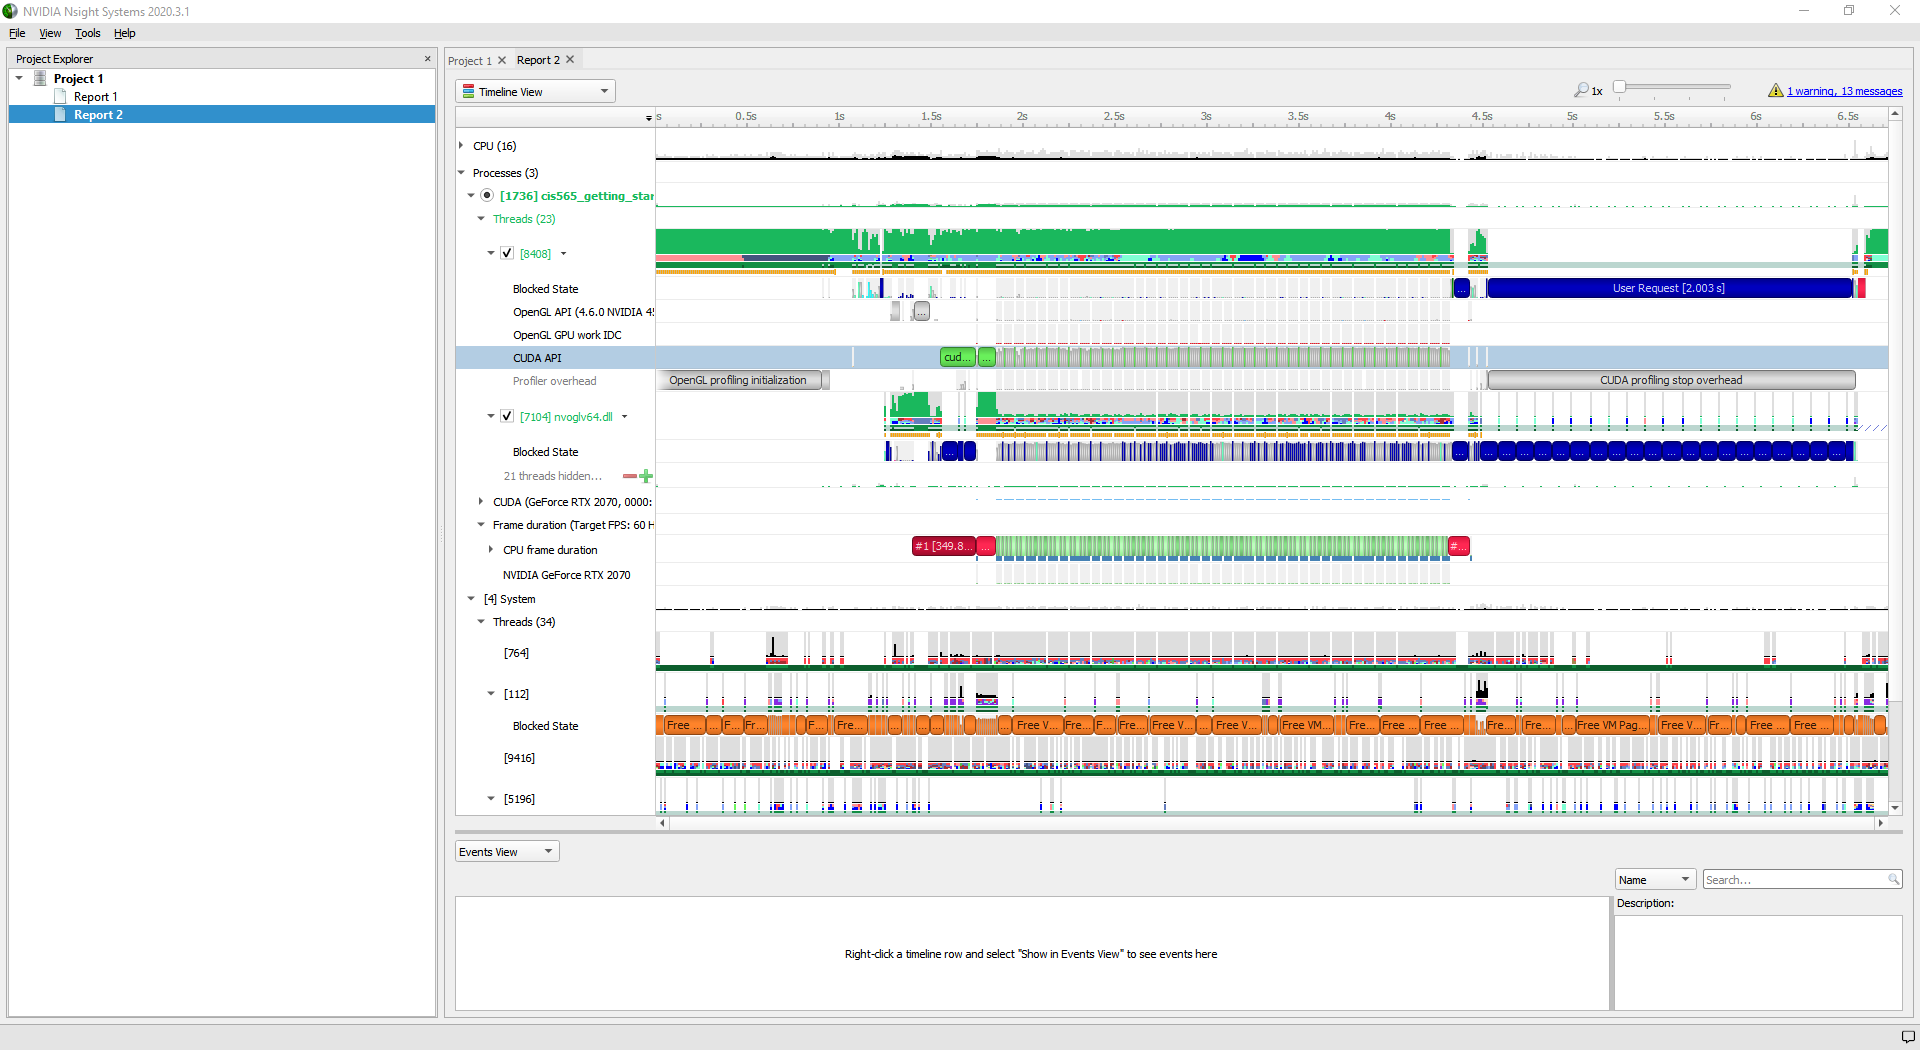 NVIDIA Nsight Systems 2020.3.1
File View Tools Help
Project Explorer
Project 1
Report 1
Report 2
Project 1 Report 2
Timeline View
1x
1 warning, 13 messages
s 0.5s 1s 1.5s 2s 2.5s 3s 3.5s 4s 4.5s 5s 5.5s 6s 6.5s
CPU (16)
Processes (3)
[1736] cis565_getting_star
Threads (23)
[8408]
Blocked State
... User Request [2.003 s]
OpenGL API (4.6.0 NVIDIA 45
...
OpenGL GPU work IDC
CUDA API
cud... ...
Profiler overhead
OpenGL profiling initialization CUDA profiling stop overhead
[7104] nvoglv64.dll
Blocked State
... ... ... ... ... ... ... ... ... ... ... ... ... ... ... ... ... ... ... ... ... ...
21 threads hidden...
CUDA (GeForce RTX 2070, 0000:
Frame duration (Target FPS: 60 H
CPU frame duration
#1 [349.8... ... #...
NVIDIA GeForce RTX 2070
[4] System
Threads (34)
[764]
[112]
Blocked State
Free ... ... F... Fr... F... Fre... ... ... ... ... Free V... Fre... F... Fre... Free V... ... Free V... Free VM... Fre... Free ... Free ... Fre... Fre... ... Free VM Pag... Free V... Fr... ... Free ... Free ... ...
[9416]
[5196]
Events View
Name Search...
Description:
Right-click a timeline row and select "Show in Events View" to see events here